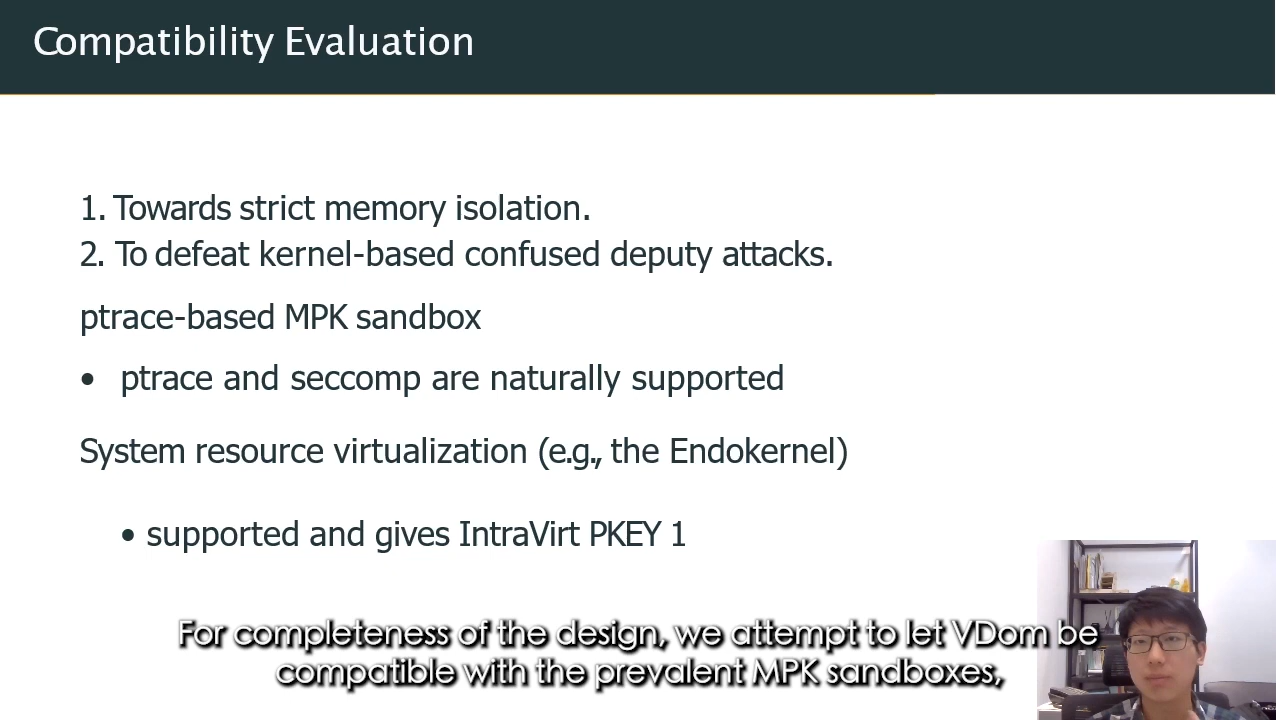 Compatibility Evaluation
1. Towards strict memory isolation.
2. To defeat kernel-based confused deputy attacks.
ptrace-based MPK sandbox
• ptrace and seccomp are naturally supported
System resource virtualization (e.g., the Endokernel)
• supported and gives IntraVirt PKEY 1
For completeness of the design, we attempt to let VDom be
compatible with the prevalent MPK sandboxes,